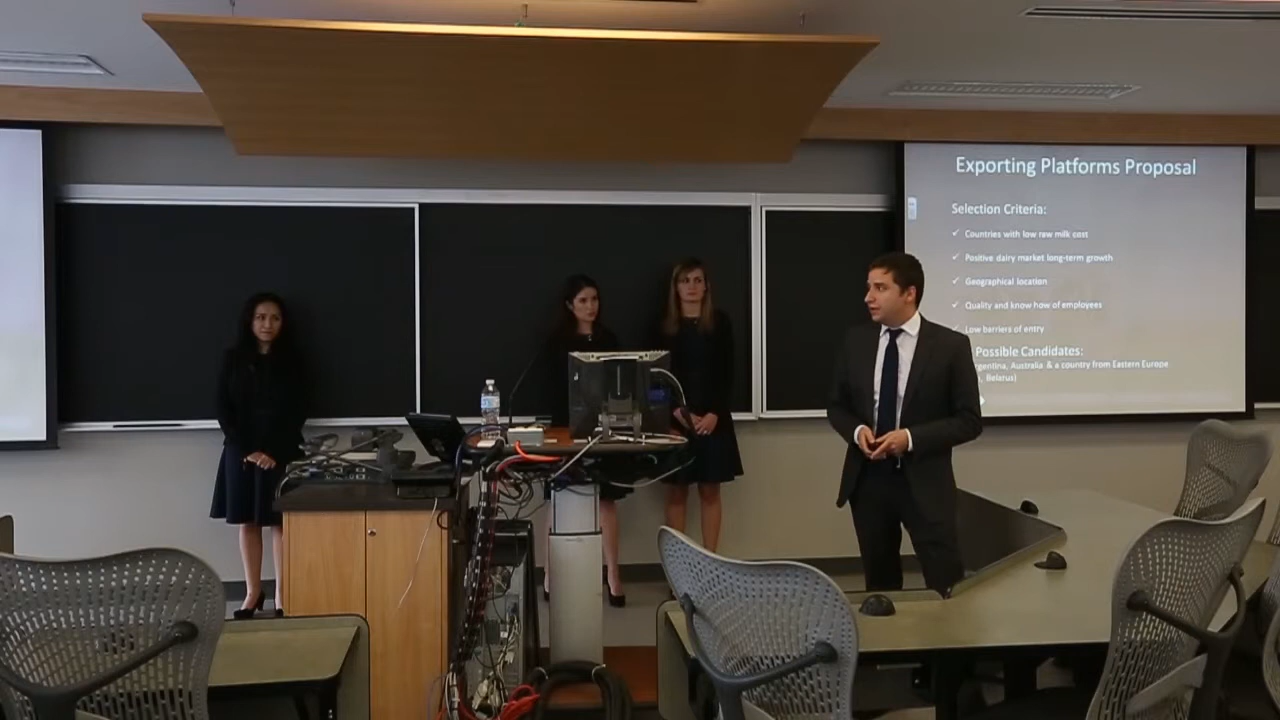 Exporting Platforms Proposal
Selection Criteria:
✓ Countries with low raw milk cost
✓ Positive dairy market long-term growth
✓ Geographical location
✓ Quality and know how of employees
✓ Low barriers of entry
Possible Candidates:
Australia & a country from Eastern Europe
Belarus)